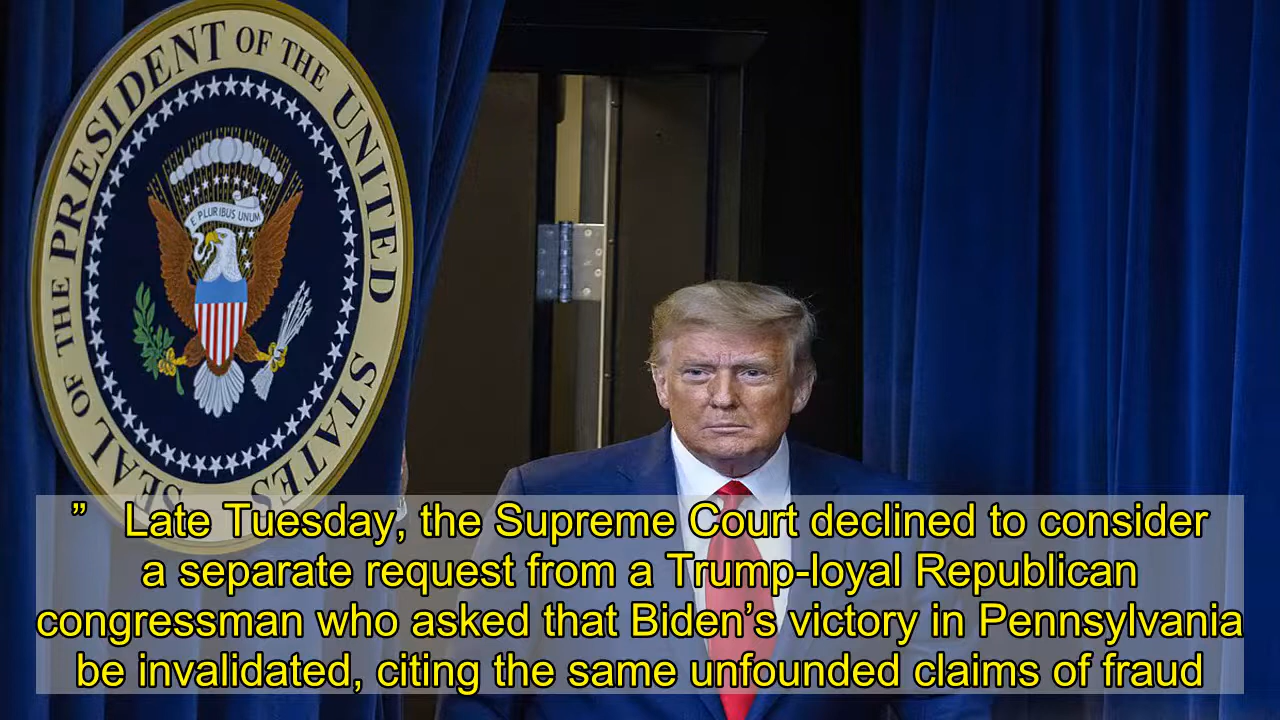 SEAL OF THE PRESIDENT OF THE UNITED STATES
E PLURIBUS UNUM
” Late Tuesday, the Supreme Court declined to consider
a separate request from a Trump-loyal Republican
congressman who asked that Biden’s victory in Pennsylvania
be invalidated, citing the same unfounded claims of fraud